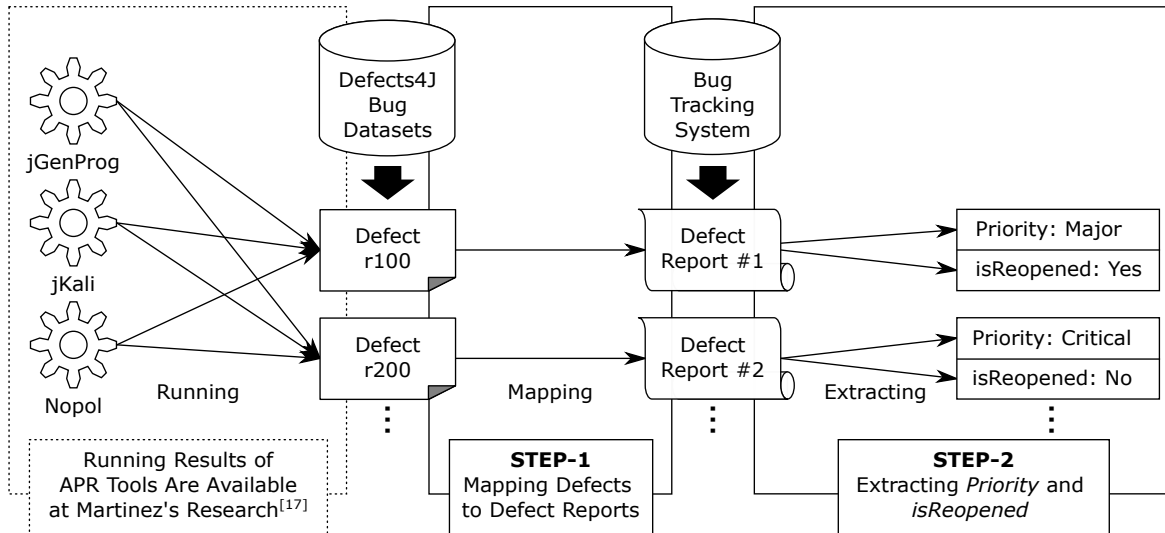 jGenProg
jKali
Nopol
Running
Defects4J
Bug
Datasets
Defect
r100
Defect
r200
Mapping
Bug
Tracking
System
Defect
Report #1
Defect
Report #2
Extracting
Priority: Major
isReopened: Yes
Priority: Critical
isReopened: No
Running Results of
APR Tools Are Available
at Martinez's Research[17]
STEP-1
Mapping Defects
to Defect Reports
STEP-2
Extracting Priority and
isReopened